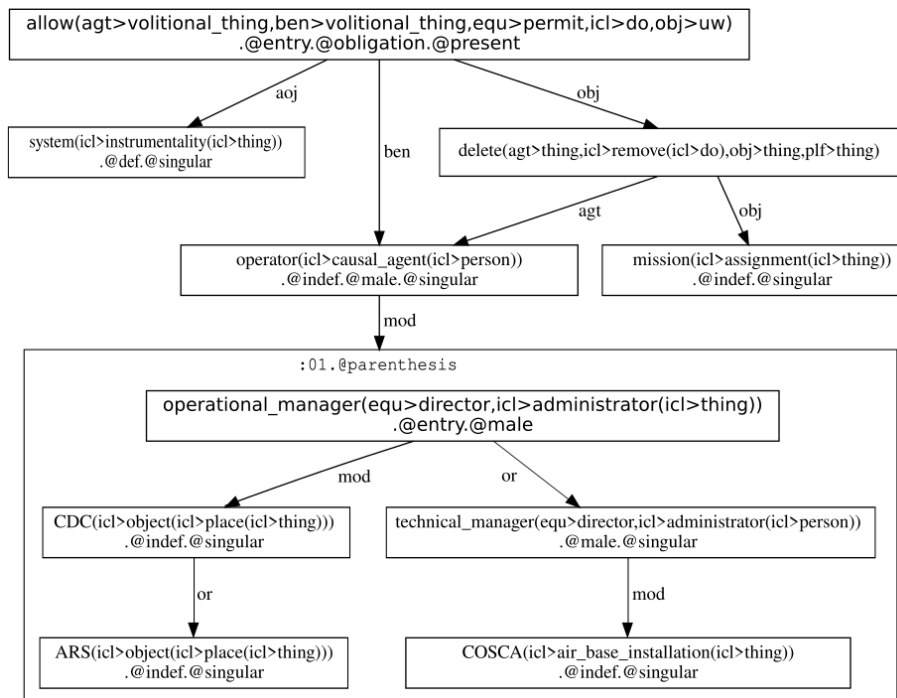 allow(agt>volitional_thing,ben>volitional_thing,equ>permit,icl>do,obj>uw)
.@entry.@obligation.@present
aoj
obj
system(icl>instrumentality(icl>thing))
.@def.@singular
ben
delete(agt>thing,icl>remove(icl>do),obj>thing,plf>thing)
agt
obj
operator(icl>causal_agent(icl>person))
.@indef.@male.@singular
mission(icl>assignment(icl>thing))
.@indef.@singular
mod
:01.@parenthesis
operational_manager(equ>director,icl>administrator(icl>thing))
.@entry.@male
mod
or
CDC(icl>object(icl>place(icl>thing)))
.@indef.@singular
technical_manager(equ>director,icl>administrator(icl>person))
.@male.@singular
or
mod
ARS(icl>object(icl>place(icl>thing)))
.@indef.@singular
COSCA(icl>air_base_installation(icl>thing))
.@indef.@singular